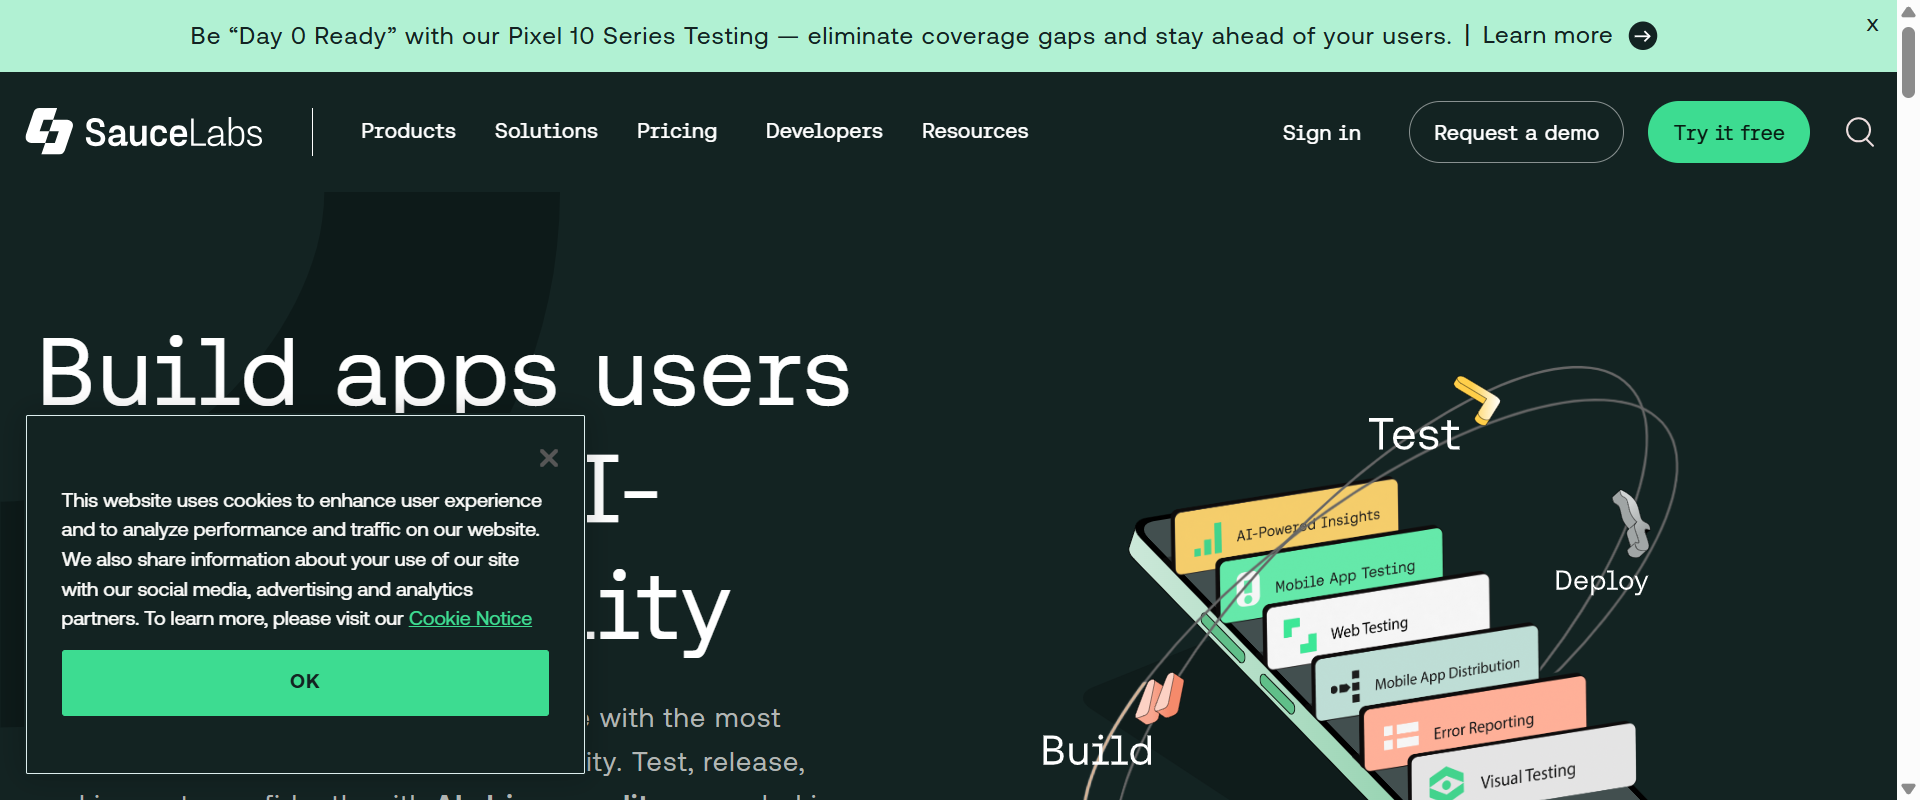 Be “Day 0 Ready” with our Pixel 10 Series Testing — eliminate coverage gaps and stay ahead of your users. | Learn more
x
SauceLabs
Products
Solutions
Pricing
Developers
Resources
Sign in
Request a demo
Try it free
Build apps users
I-
ity
with the most
ity. Test, release,
This website uses cookies to enhance user experience
and to analyze performance and traffic on our website.
We also share information about your use of our site
with our social media, advertising and analytics
partners. To learn more, please visit our Cookie Notice
OK
Test
Deploy
Build
AI-Powered Insights
Mobile App Testing
Web Testing
Mobile App Distribution
Error Reporting
Visual Testing